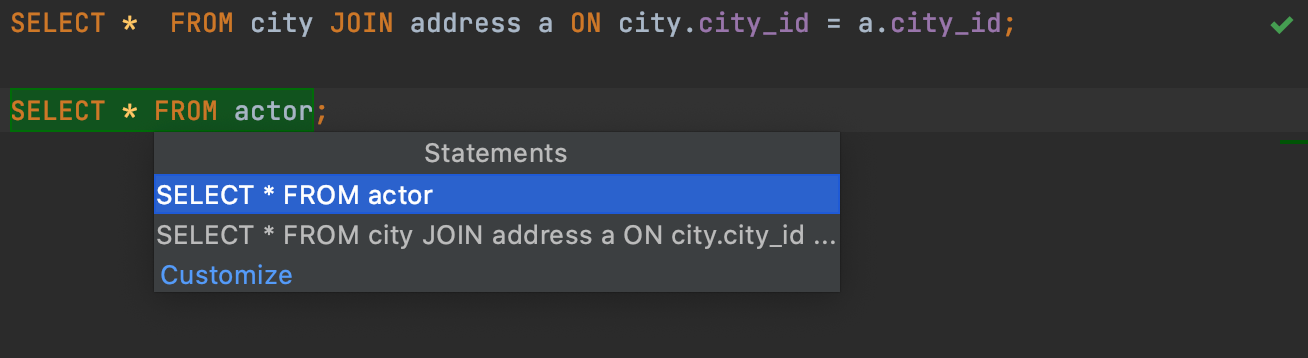 SELECT *  FROM city JOIN address a ON city.city_id = a.city_id;
SELECT * FROM actor;
Statements
SELECT * FROM actor
SELECT * FROM city JOIN address a ON city.city_id ...
Customize